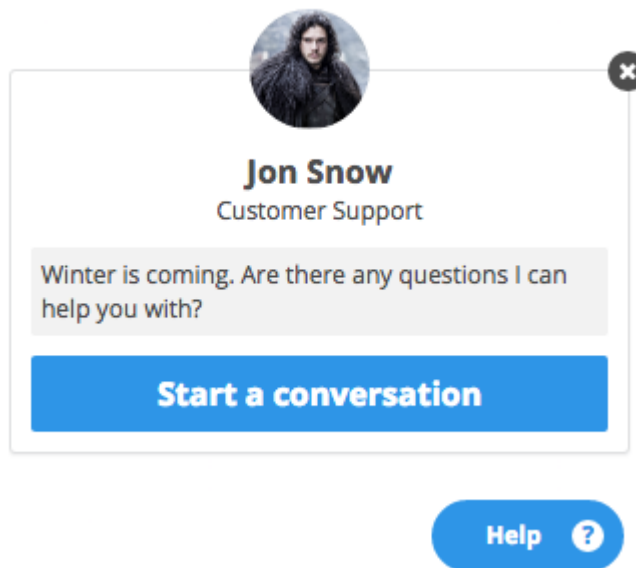 Jon Snow
Customer Support
Winter is coming. Are there any questions I can
help you with?
Start a conversation
Help ?